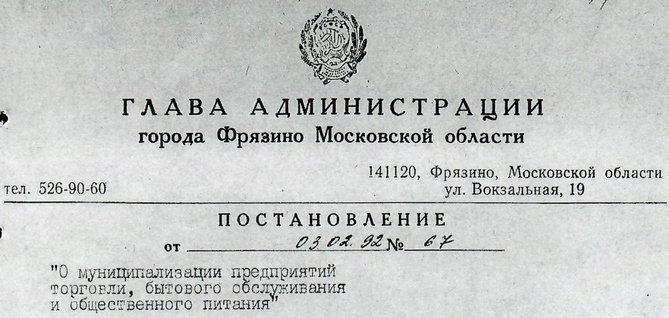 ГЛАВА АДМИНИСТРАЦИИ
города Фрязино Московской области
141120, Фрязино, Московской области
тел. 526-90-60 ул. Вокзальная, 19
ПОСТАНОВЛЕНИЕ
от 03.02.92 № 67
"О муниципализации предприятий
торговли, бытового обслуживания
и общественного питания"